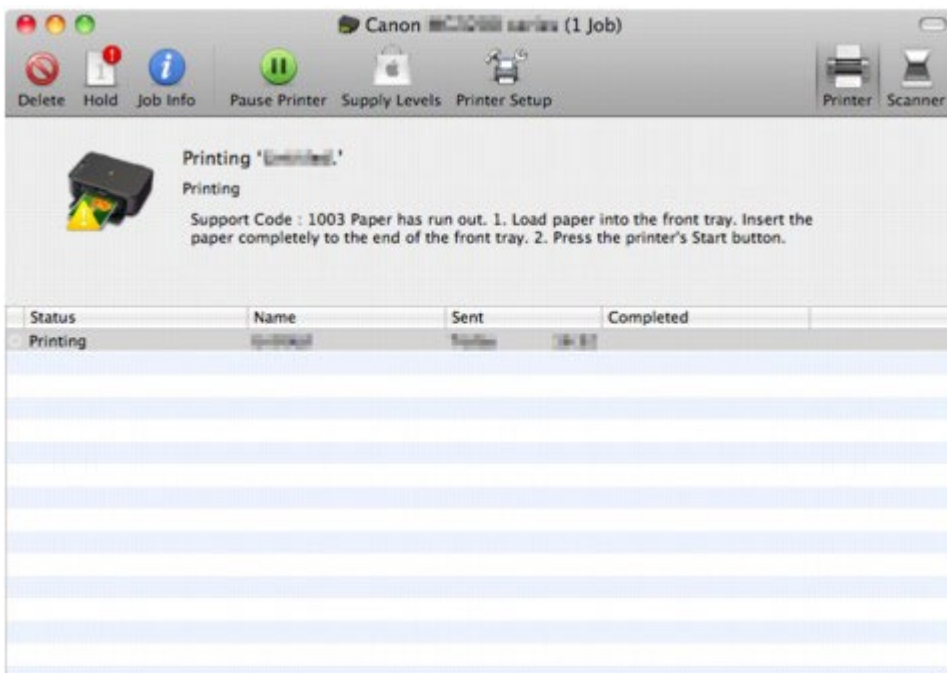 Canon (1 Job)
Delete Hold Job Info Pause Printer Supply Levels Printer Setup Printer Scanner
Printing '
Printing
Support Code : 1003 Paper has run out. 1. Load paper into the front tray. Insert the
paper completely to the end of the front tray. 2. Press the printer's Start button.
Status Name Sent Completed
Printing